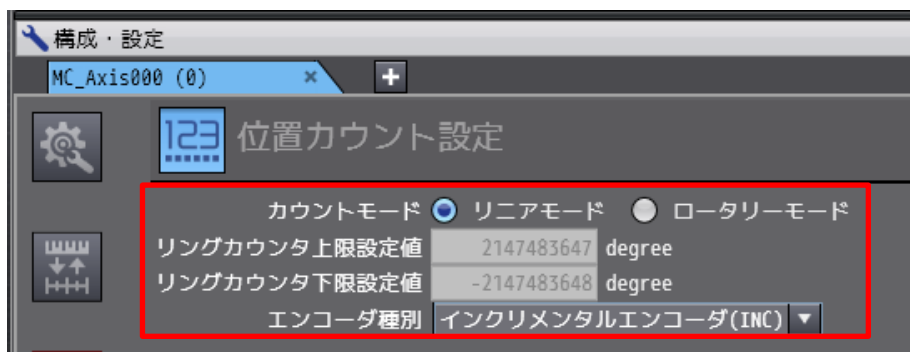 構成・設定
MC_Axis000 (0) × +
123 位置カウント設定
カウントモード リニアモード ロータリーモード
リングカウンタ上限設定値 2147483647 degree
リングカウンタ下限設定値 -2147483648 degree
エンコーダ種別 インクリメンタルエンコーダ(INC)